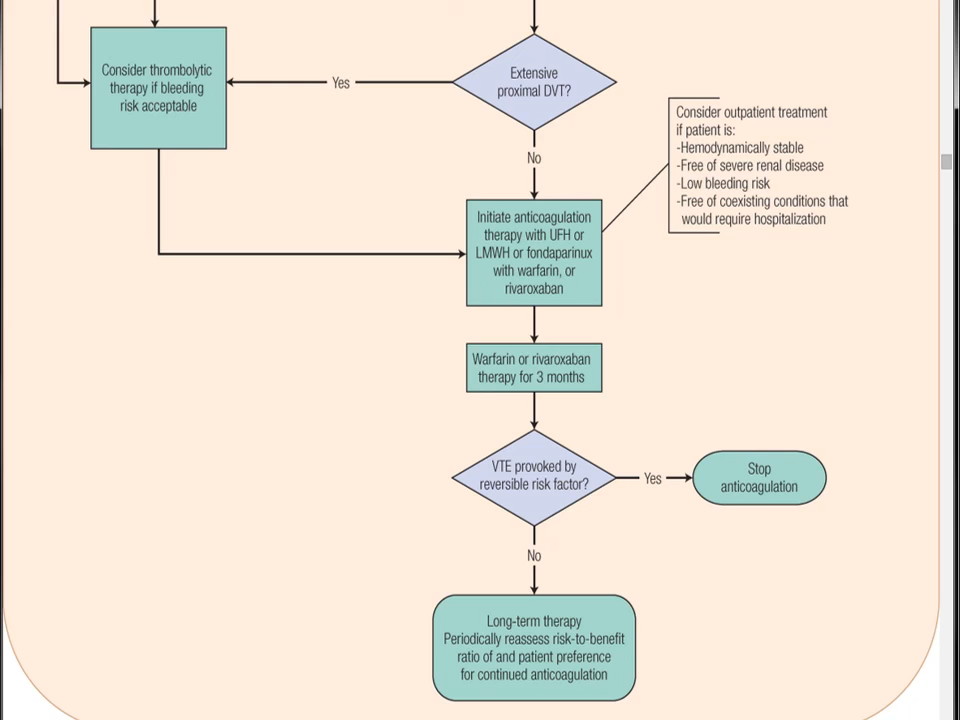 Consider thrombolytic
therapy if bleeding
risk acceptable
Yes
Extensive
proximal DVT?
No
Consider outpatient treatment
if patient is:
-Hemodynamically stable
-Free of severe renal disease
-Low bleeding risk
-Free of coexisting conditions that
would require hospitalization
Initiate anticoagulation
therapy with UFH or
LMWH or fondaparinux
with warfarin, or
rivaroxaban
Warfarin or rivaroxaban
therapy for 3 months
VTE provoked by
reversible risk factor?
Yes
Stop
anticoagulation
No
Long-term therapy
Periodically reassess risk-to-benefit
ratio of and patient preference
for continued anticoagulation